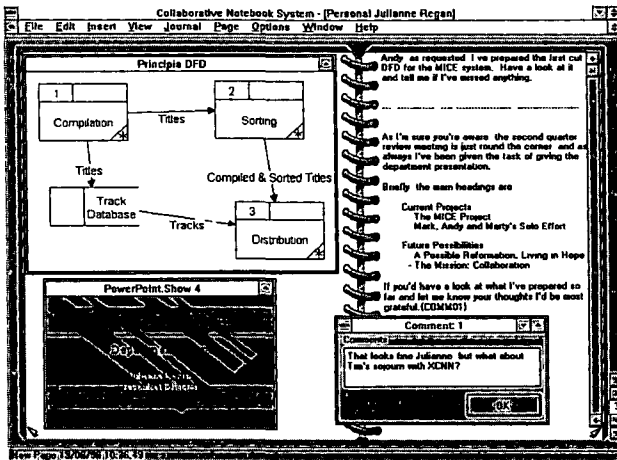 Collaborative Notebook System - [Personal Julianne Regan]
File Edit Insert View Journal Page Options Window Help
Principia DFD
1
Compilation
Titles
2
Sorting
Titles
Compiled & Sorted Titles
Track
Database
Tracks
3
Distribution
PowerPoint.Show 4
Andy as requested I've prepared the first cut
DFD for the MICE system. Have a look at it
and tell me if I've missed anything.
As I'm sure you're aware the second quarter
review meeting is just round the corner and as
always I've been given the task of giving the
department presentation.
Briefly the main headings are
Current Projects
The MICE Project
Mark, Andy and Marty's Solo Effort
Future Possibilities
A Possible Reformation. Living in Hope
- The Mission: Collaboration
If you'd have a look at what I've prepared so
far and let me know your thoughts I'd be most
grateful.{COMM01}
Comment: 1
Comments
That looks fine Julianne but what about
Tim's sojourn with XCNN?
OK
New Page